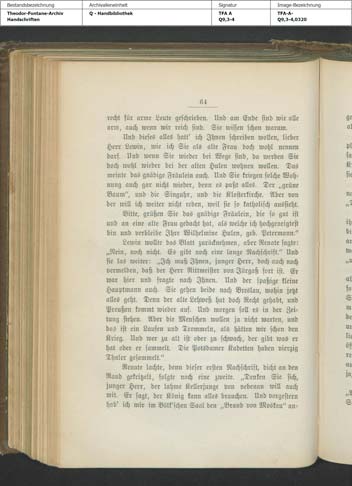 Bestandsbezeichnung
Archivalieneinheit
Signatur
Image-Bezeichnung
Theodor-Fontane-Archiv
Handschriften
Q - Handbibliothek
TFA A
Q9,3-4
TFA-A-
Q9,3-4,0320
64
recht für arme Leute geschrieben. Und am Ende sind wir alle
arm, auch wenn wir reich sind. Sie wissen schon warum.
Und dieses alles hatt' ich Ihnen schreiben wollen, lieber
Herr Lewin, wie ich Sie als alte Frau doch wohl nennen
darf. Und wenn Sie wieder bei Wege sind, da werden Sie
doch wohl wieder bei der alten Hulen wohnen wollen. Das
meinte das gnädige Fräulein auch. Und Sie kriegen solche Woh-
nung auch gar nicht wieder, denn es paßt alles. Der „grüne
Baum“, und die Singuhr, und die Klosterkirche. Aber von
der will ich weiter nicht reden, weil sie so katholisch aussieht.
Bitte, grüßen Sie das gnädige Fräulein, die so gut ist
und an eine alte Frau gedacht hat, als welche ich hochgeneigtest
bin und verbleibe Ihre Wilhelmine Hulen, geb. Petermann.“
Lewin wollte das Blatt zurücknehmen, aber Renate sagte:
„Nein, noch nicht. Es gibt noch eine lange Nachschrift.“ Und
sie las weiter: „Ich muß Ihnen, junger Herr, doch auch noch
vermelden, daß der Herr Rittmeister von Jürgaß fort ist. Er
war hier und fragte nach Ihnen. Und der spaßige kleine
Hauptmann auch. Sie gehen beide nach Breslau, wohin jetzt
alles geht. Denn der alte
hat doch Recht gehabt, und
Preußen kommt wieder auf. Und morgen soll es in der Zei-
tung stehen. Aber die Menschen wollen ja nicht warten, und
das ist ein Laufen und Trommeln, als hätten wir schon den
Krieg. Und wer zu alt ist oder zu schwach, der gibt was er
hat oder er sammelt. Die Potsdamer Kadetten haben vierzig
Thaler gesammelt.“
Renate lachte, denn dieser ersten Nachschrift, dicht an den
Rand gekritzelt, folgte noch eine zweite. „Denken Sie sich,
junger Herr, der lahme Kellerjunge von nebenan will auch
mit. Er sagt, der König kann alles brauchen. Und vorgestern
hab' ich wir im
Saal den „Brand von Moskau“ an-